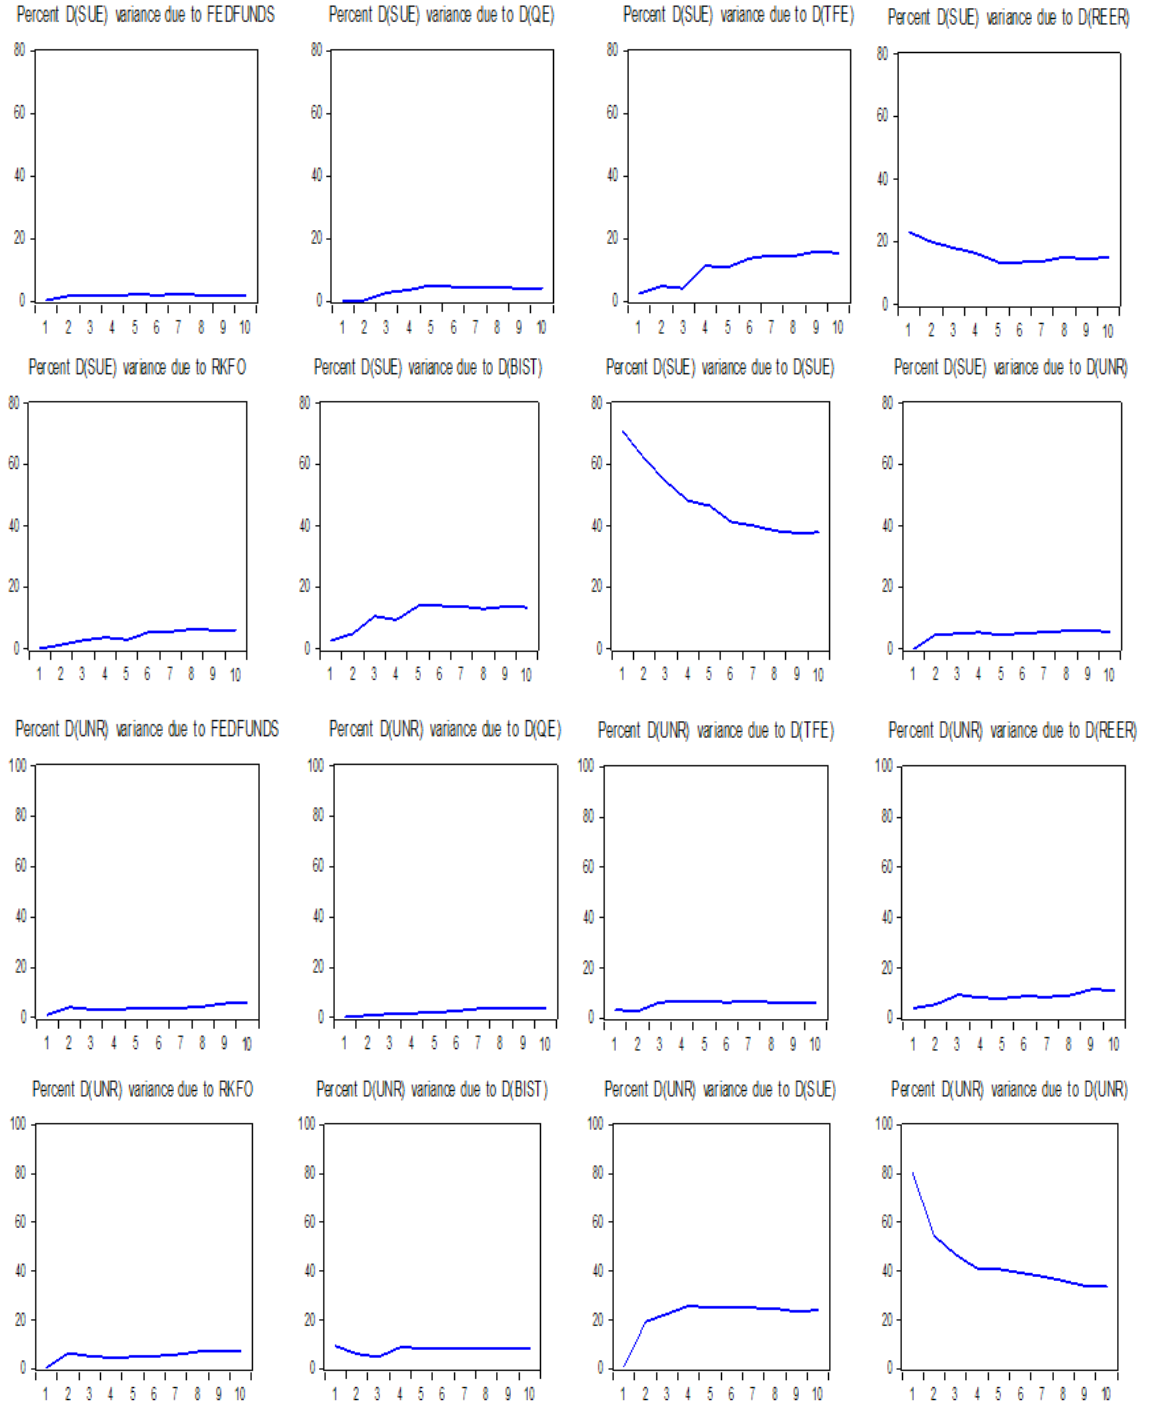 Percent D(SUE) variance due to FEDFUNDS
80
60
40
20
0
1 2 3 4 5 6 7 8 9 10
Percent D(SUE) variance due to D(QE)
80
60
40
20
0
1 2 3 4 5 6 7 8 9 10
Percent D(SUE) variance due to D(TFE)
80
60
40
20
0
1 2 3 4 5 6 7 8 9 10
Percent D(SUE) variance due to D(REER)
80
60
40
20
0
1 2 3 4 5 6 7 8 9 10
Percent D(SUE) variance due to RKFO
80
60
40
20
0
1 2 3 4 5 6 7 8 9 10
Percent D(SUE) variance due to D(BIST)
80
60
40
20
0
1 2 3 4 5 6 7 8 9 10
Percent D(SUE) variance due to D(SUE)
80
60
40
20
0
1 2 3 4 5 6 7 8 9 10
Percent D(SUE) variance due to D(UNR)
80
60
40
20
0
1 2 3 4 5 6 7 8 9 10
Percent D(UNR) variance due to FEDFUNDS
100
80
60
40
20
0
1 2 3 4 5 6 7 8 9 10
Percent D(UNR) variance due to D(QE)
100
80
60
40
20
0
1 2 3 4 5 6 7 8 9 10
Percent D(UNR) variance due to D(TFE)
100
80
60
40
20
0
1 2 3 4 5 6 7 8 9 10
Percent D(UNR) variance due to D(REER)
100
80
60
40
20
0
1 2 3 4 5 6 7 8 9 10
Percent D(UNR) variance due to RKFO
100
80
60
40
20
0
1 2 3 4 5 6 7 8 9 10
Percent D(UNR) variance due to D(BIST)
100
80
60
40
20
0
1 2 3 4 5 6 7 8 9 10
Percent D(UNR) variance due to D(SUE)
100
80
60
40
20
0
1 2 3 4 5 6 7 8 9 10
Percent D(UNR) variance due to D(UNR)
100
80
60
40
20
0
1 2 3 4 5 6 7 8 9 10